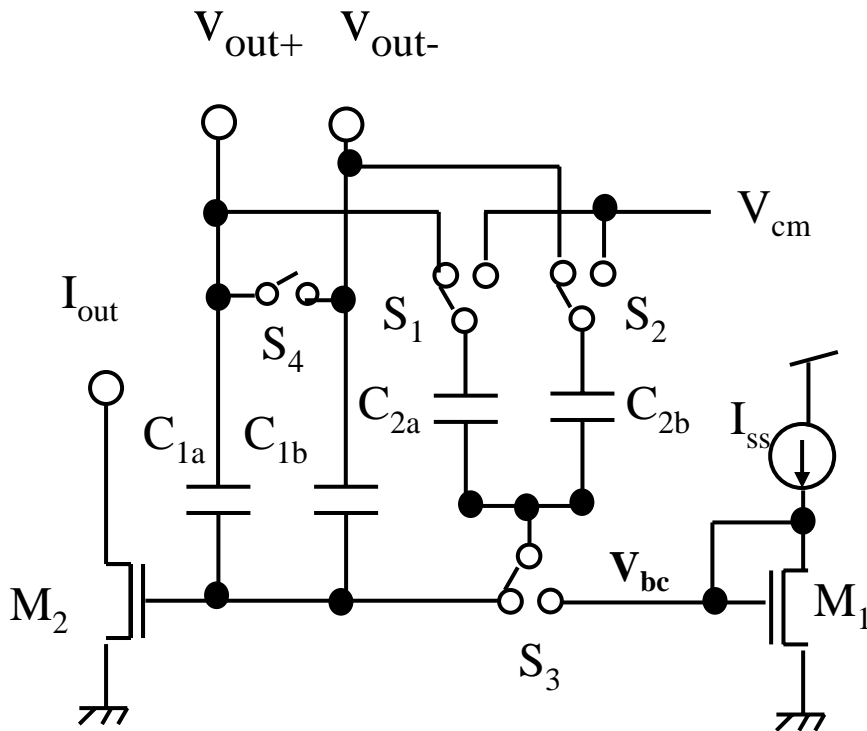 Vout+ Vout-
Vcm
Iout
S4 S1 S2
C1a C1b C2a C2b Iss
Vbc
M2 M1
S3